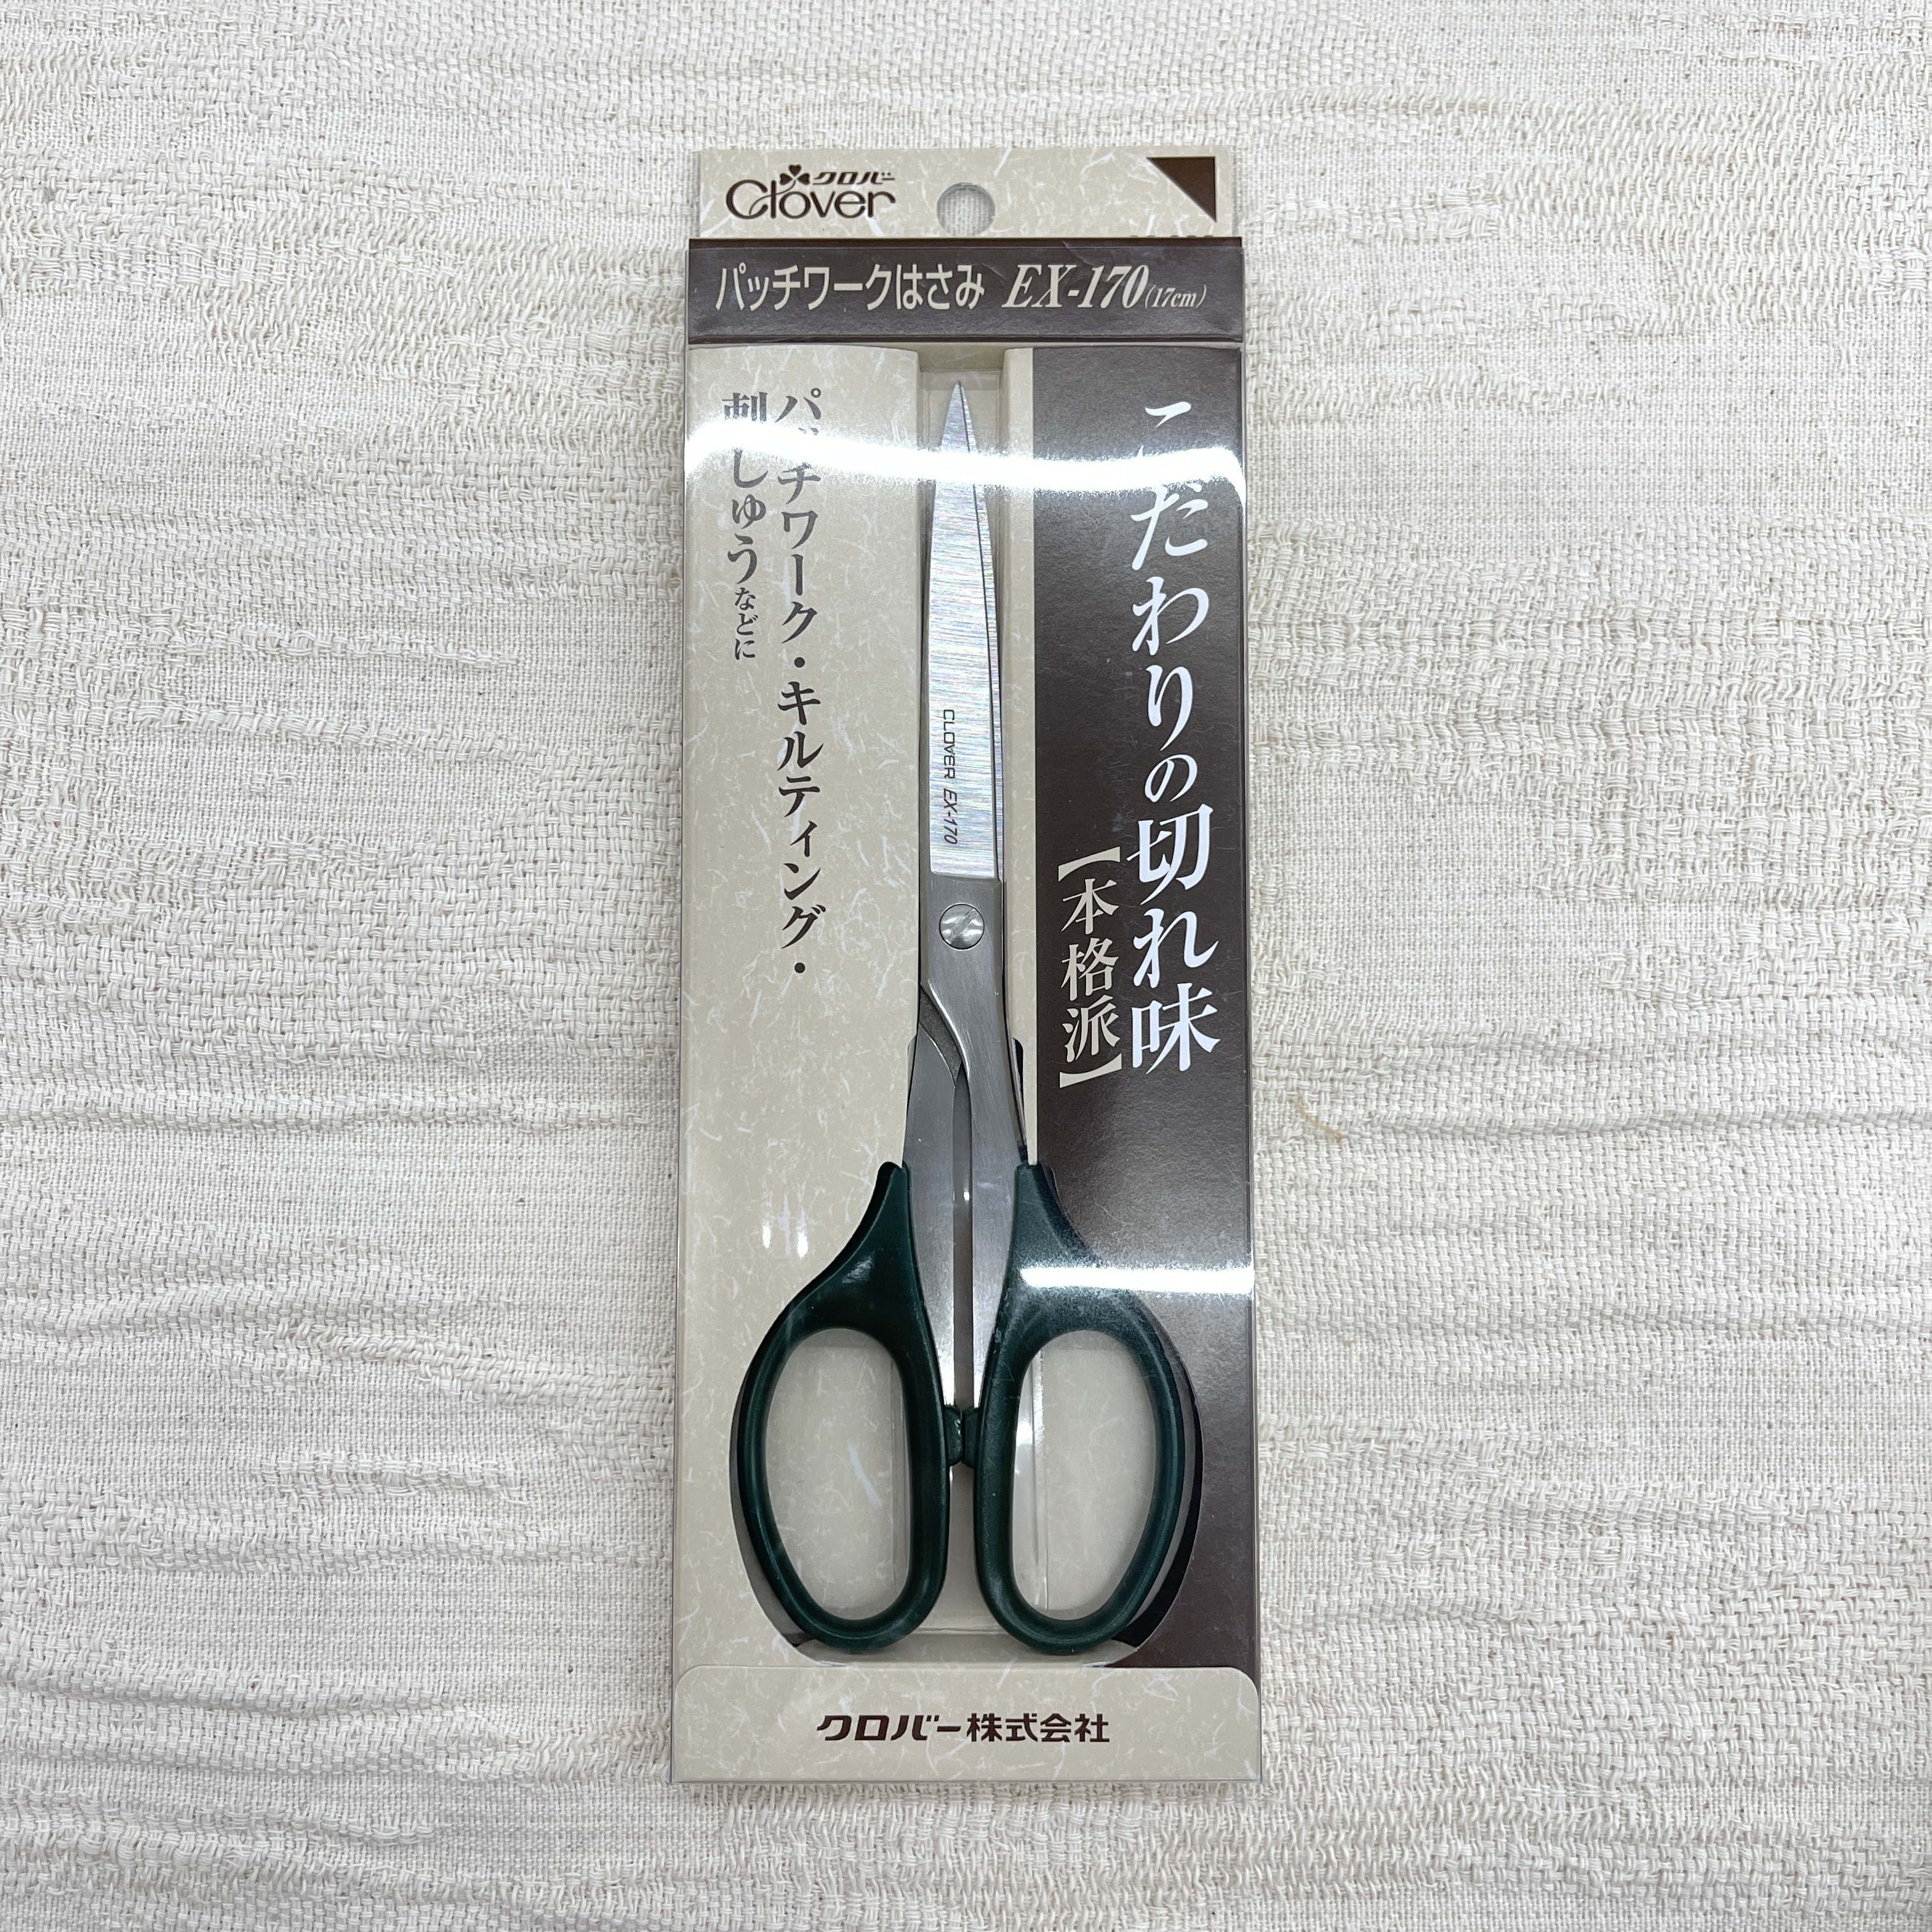 クロバー
Clover
パッチワークはさみ EX-170(17cm)
こだわりの切れ味
【本格派】
パッチワーク・キルティング・
刺しゅうなどに
CLOVER EX-170
クロバー株式会社